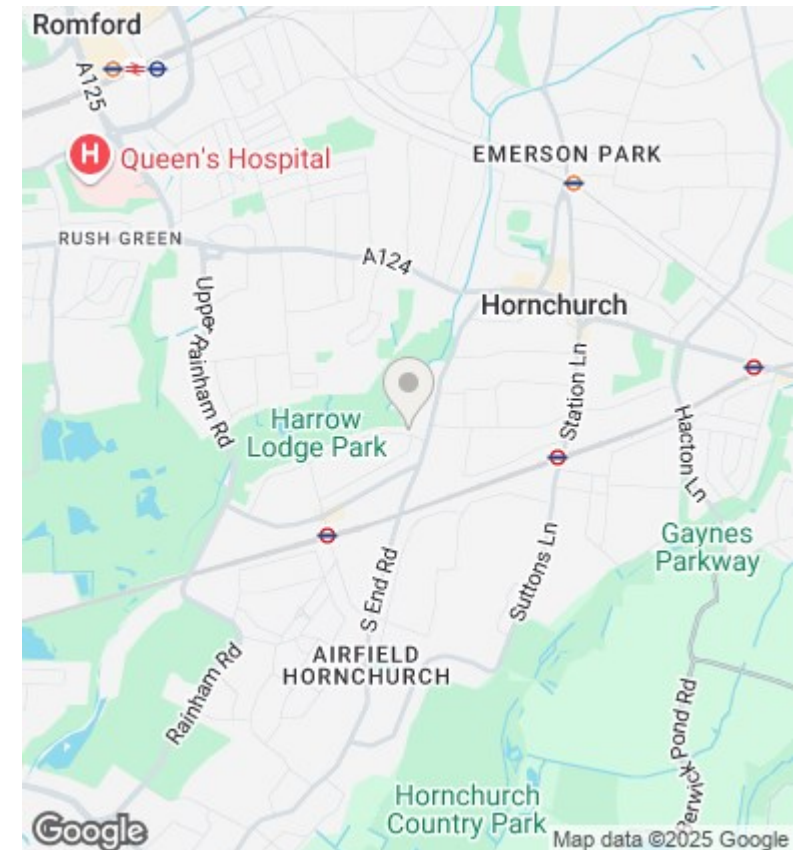 Romford
A125
H
Queen's Hospital
EMERSON PARK
RUSH GREEN
A124
Upper Rainham Rd
Hornchurch
Station Ln
Harrow
Lodge Park
Hacton Ln
Gaynes
Parkway
S End Rd
Suttons Ln
AIRFIELD
HORNCHURCH
Rainham Rd
Perwick Pond Rd
Hornchurch
Country Park
Google
Map data ©2025 Google